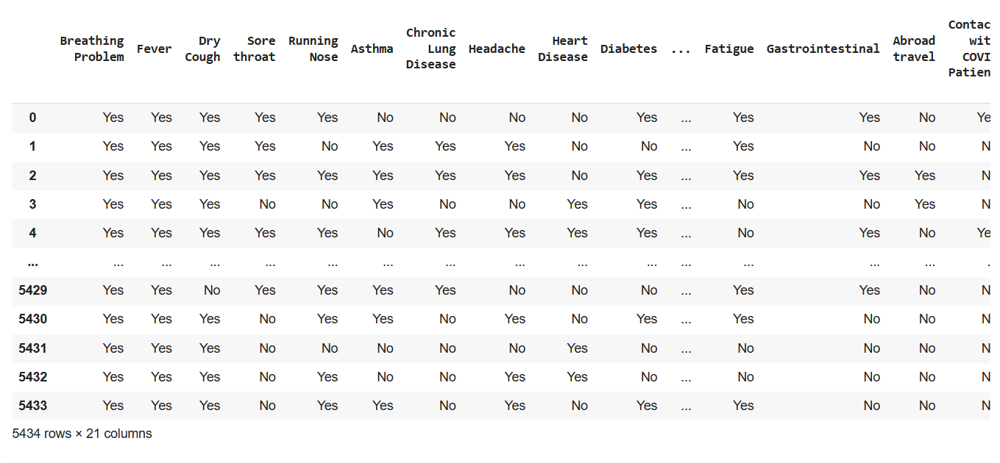 Breathing Problem Fever Dry Cough Sore throat Running Nose Asthma Chronic Lung Disease Headache Heart Disease Diabetes ... Fatigue Gastrointestinal Abroad travel Contac wit COVI Patien
0 Yes Yes Yes Yes Yes No No No No Yes ... Yes Yes No Ye
1 Yes Yes Yes Yes No Yes Yes Yes No No ... Yes No No N
2 Yes Yes Yes Yes Yes Yes Yes Yes No Yes ... Yes Yes Yes N
3 Yes Yes Yes No No Yes No No Yes Yes ... No No Yes N
4 Yes Yes Yes Yes Yes No Yes Yes Yes Yes ... No Yes No Ye
... ... ... ... ... ... ... ... ... ... ... ... ... ... ... .
5429 Yes Yes No Yes Yes Yes Yes No No No ... Yes Yes No N
5430 Yes Yes Yes No Yes Yes No Yes No Yes ... Yes No No N
5431 Yes Yes Yes No No No No No Yes No ... No No No N
5432 Yes Yes Yes No Yes No No Yes Yes No ... No No No N
5433 Yes Yes Yes No Yes Yes No Yes No Yes ... Yes No No N
5434 rows × 21 columns